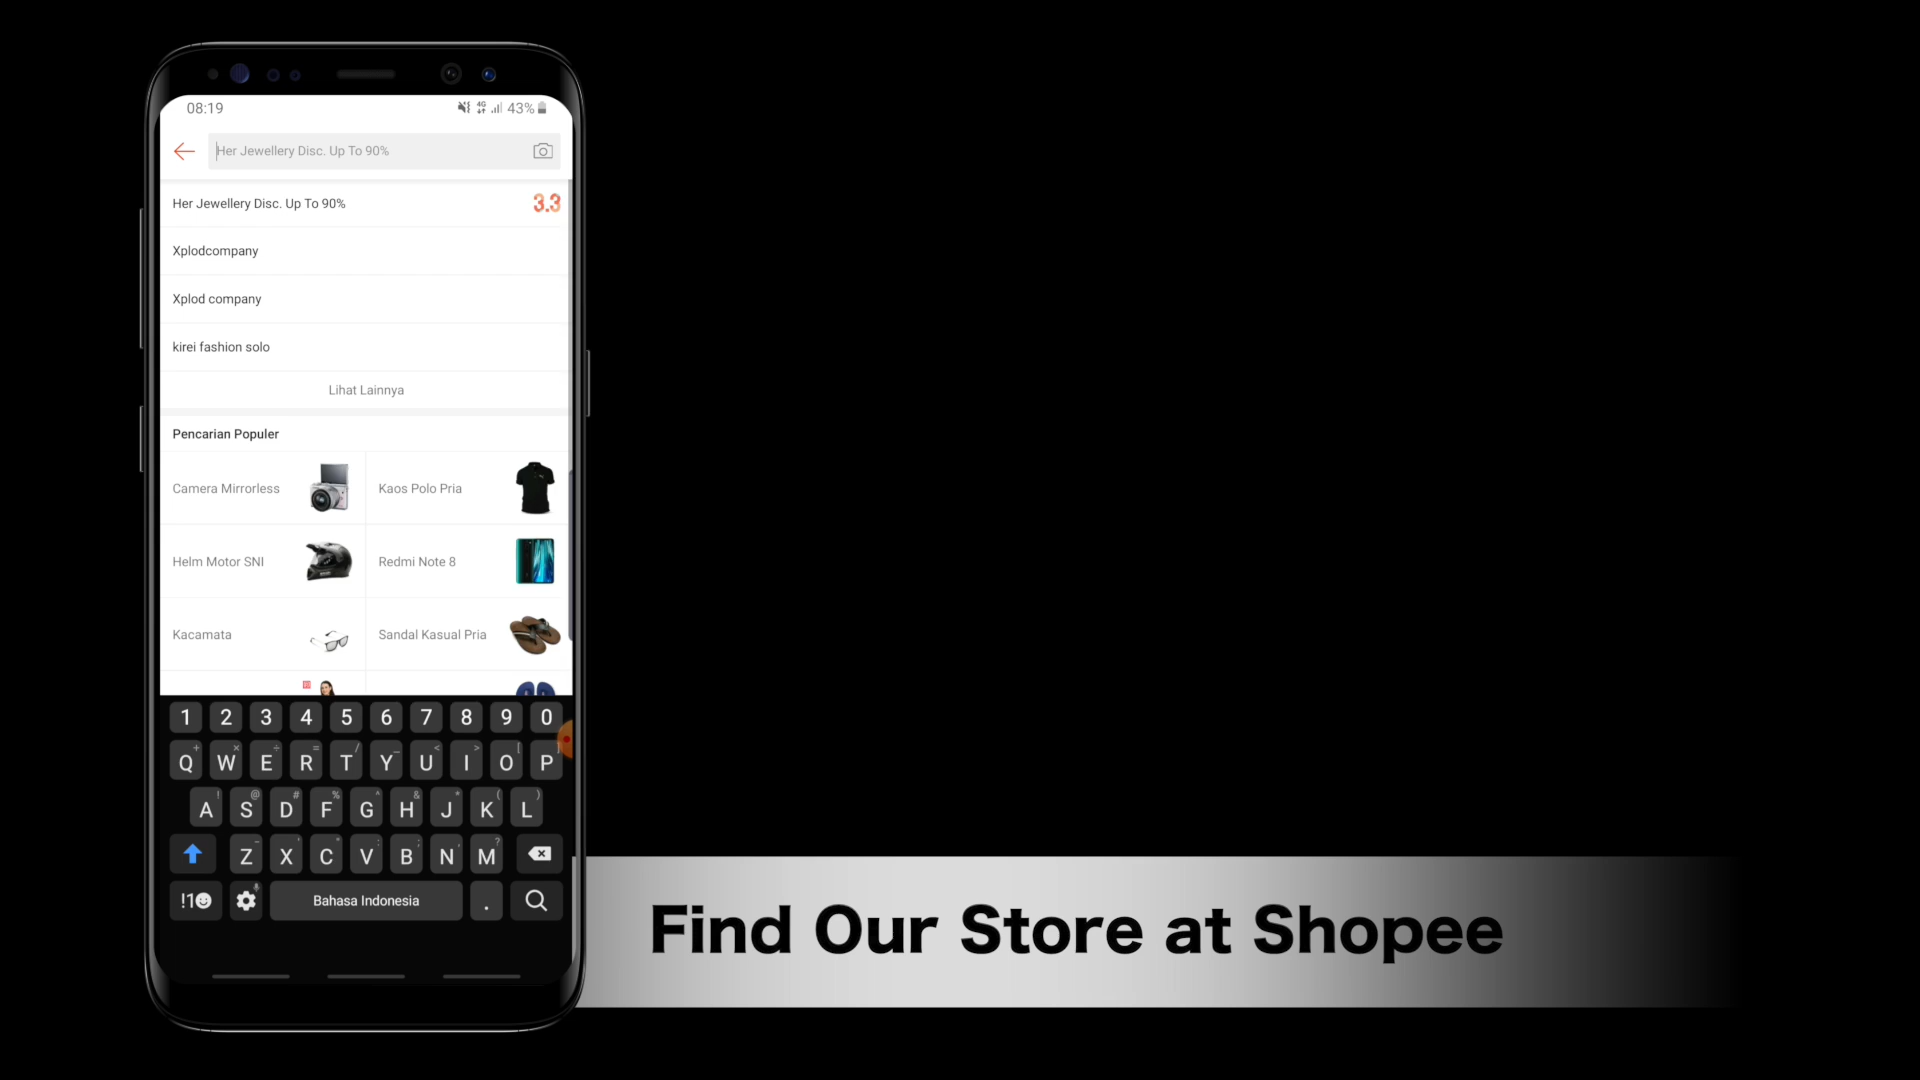 08:19
4G
43%
Her Jewellery Disc. Up To 90%
Her Jewellery Disc. Up To 90%
3.3
Xplodcompany
Xplod company
kirei fashion solo
Lihat Lainnya
Pencarian Populer
Camera Mirrorless
Kaos Polo Pria
Helm Motor SNI
Redmi Note 8
Kacamata
Sandal Kasual Pria
1 2 3 4 5 6 7 8 9 0
Q W E R T Y U I O P
A S D F G H J K L
Z X C V B N M
!1 Bahasa Indonesia .
Find Our Store at Shopee